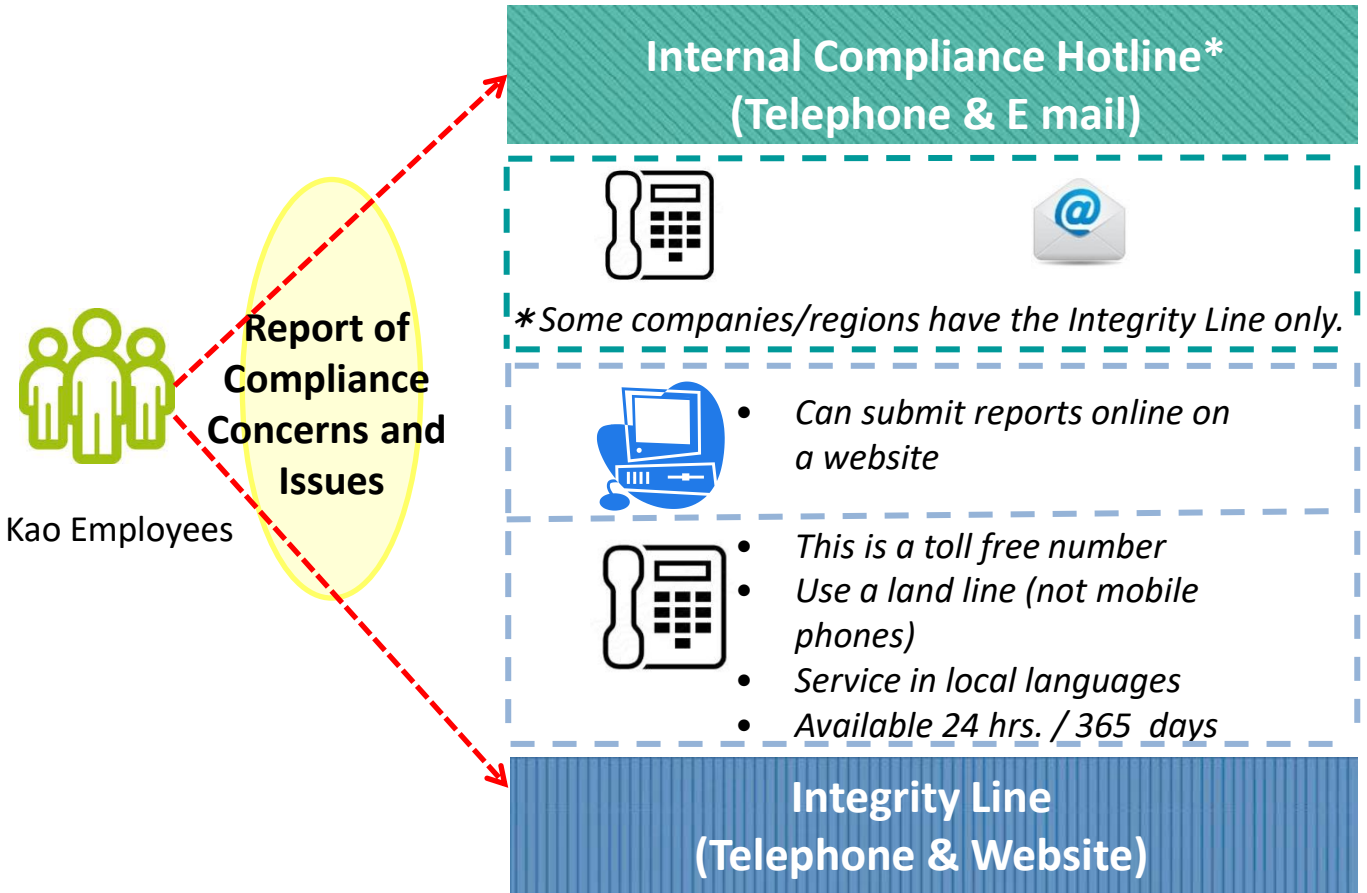 Internal Compliance Hotline*
(Telephone & E mail)
@
* Some companies/regions have the Integrity Line only.
Report of
Compliance
Concerns and
Issues
Kao Employees
• Can submit reports online on
a website
• This is a toll free number
• Use a land line (not mobile
phones)
• Service in local languages
• Available 24 hrs. / 365 days
Integrity Line
(Telephone & Website)